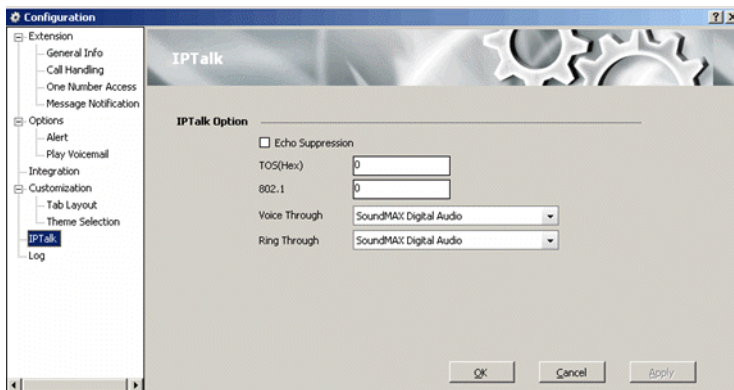 Configuration
Extension
General Info
Call Handling
One Number Access
Message Notification
Options
Alert
Play Voicemail
Integration
Customization
Tab Layout
Theme Selection
IPTalk
Log
IPTalk
IPTalk Option
Echo Suppression
TOS(Hex) 0
802.1 0
Voice Through SoundMAX Digital Audio
Ring Through SoundMAX Digital Audio
OK Cancel Apply